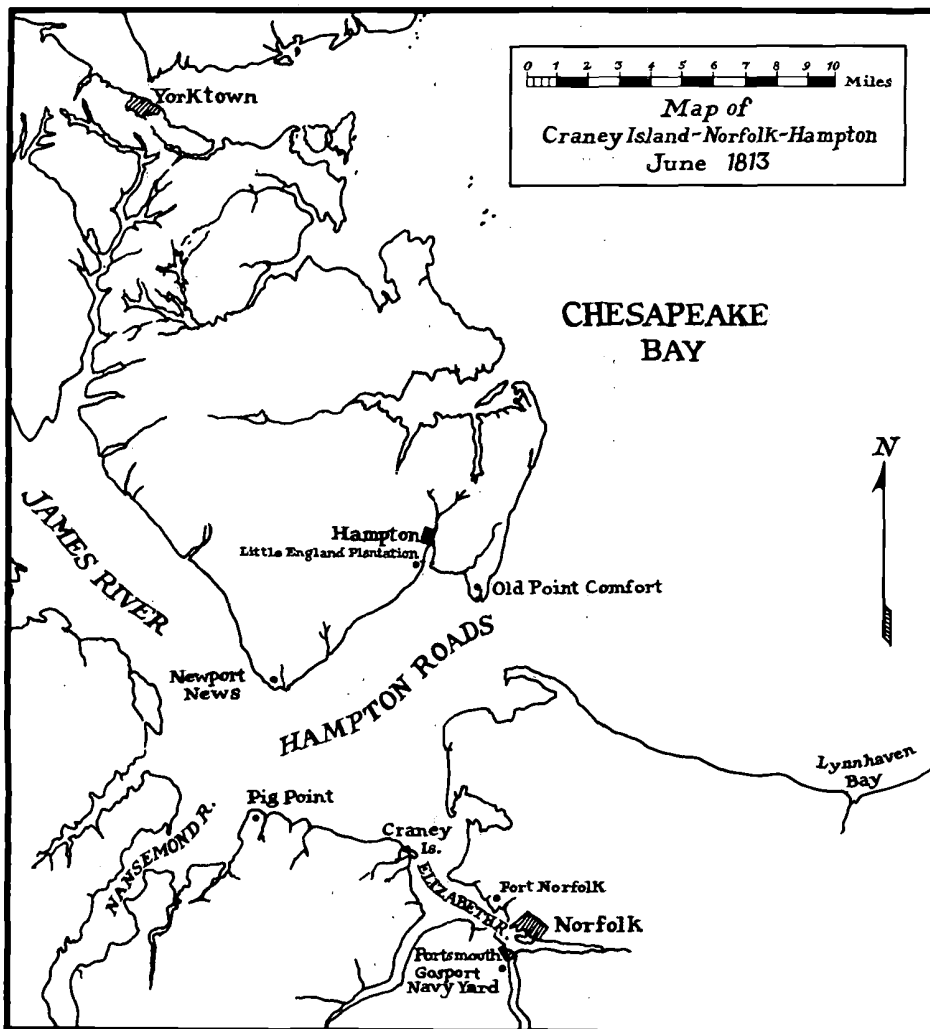 0 1 2 3 4 5 6 7 8 9 10
Miles
Map of
Craney Island-Norfolk-Hampton
June 1813
Yorktown
CHESAPEAKE
BAY
N
JAMES RIVER
Hampton
Little England Plantation
Old Point Comfort
HAMPTON ROADS
Newport
News
Lynnhaven
Bay
Pig Point
NANSEMOND R.
Craney
Is.
ELIZABETH R.
Fort Norfolk
Norfolk
Portsmouth
Gosport
Navy Yard